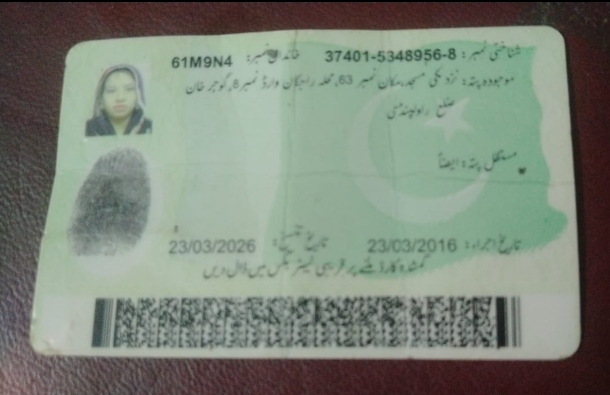 شناختی نمبر: 37401-5348956-8 خاندان نمبر: 61M9N4
موجودہ پتہ: نزد مکی مسجد، مکان نمبر 63، محلہ وارڈ نمبر 8، گوجر خان
ضلع راولپنڈی
مستقل پتہ: ایضاً
تاریخ اجراء: 23/03/2016 تاریخ تنسیخ: 23/03/2026
گمشدہ کارڈ ملنے پر قریبی لیٹر بکس میں ڈال دیں